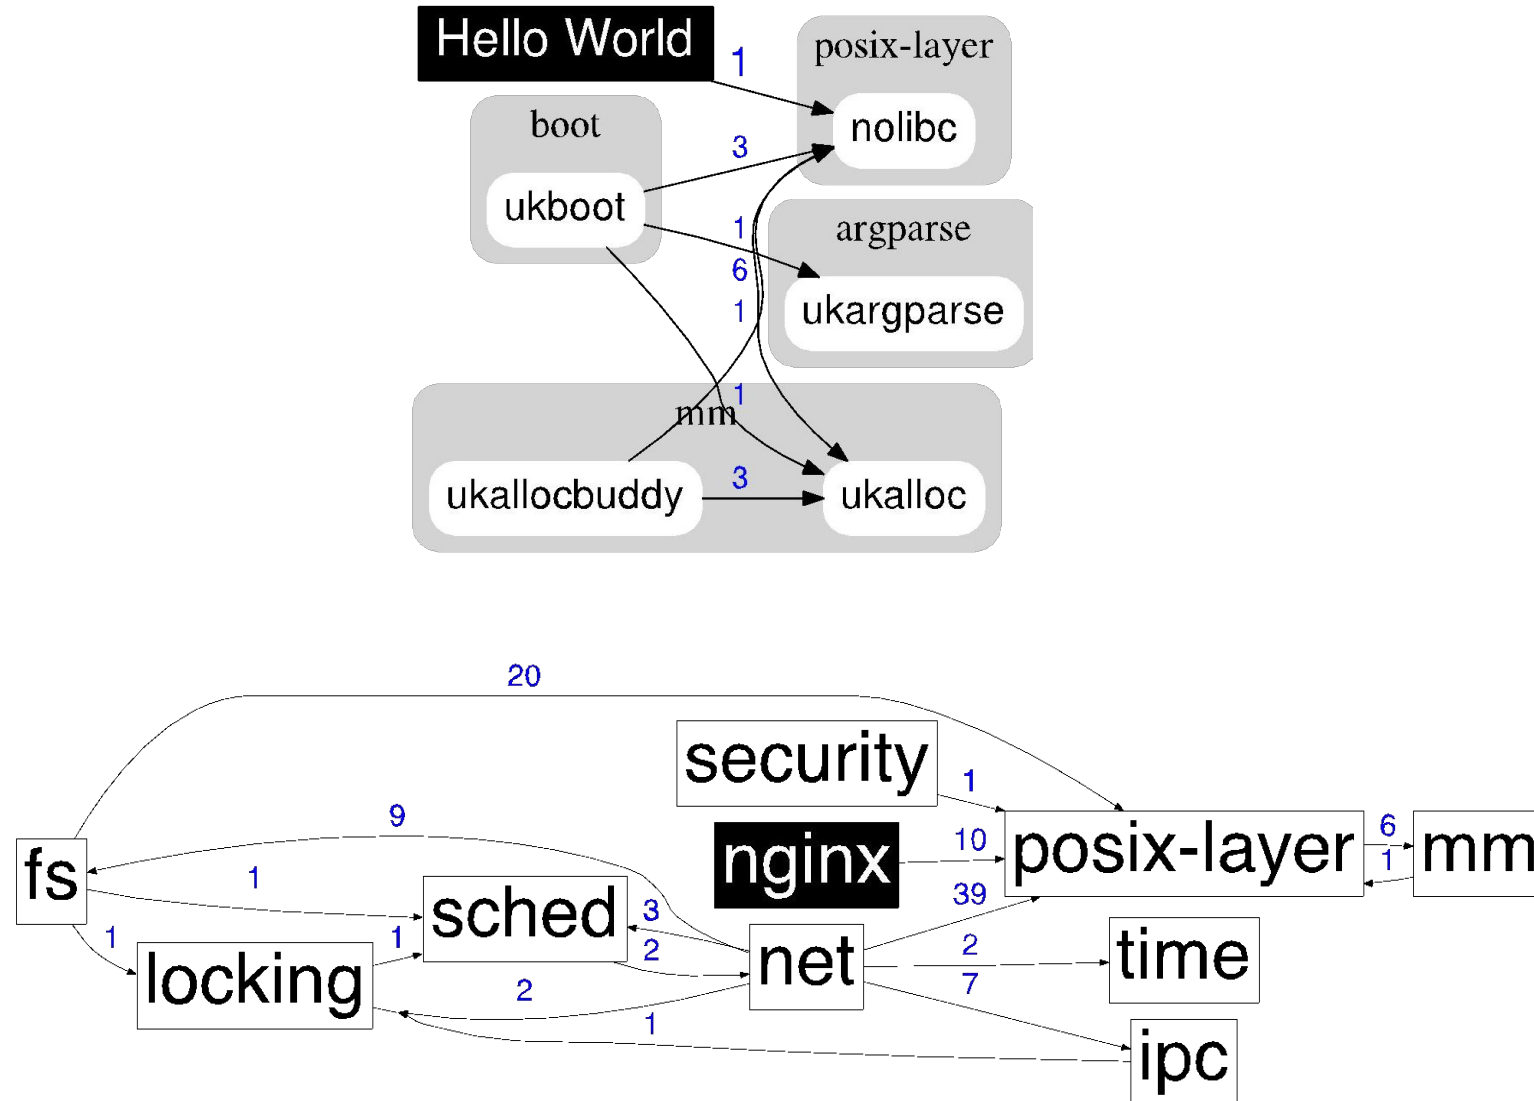 Hello World
1
posix-layer
nolibc
boot
3
ukboot
1
argparse
6
ukargparse
1
1
mm
ukallocbuddy
3
ukalloc
20
security
1
9
nginx
10
posix-layer
6
mm
1
fs
1
sched
3
39
1
locking
1
2
net
2
time
2
7
1
ipc